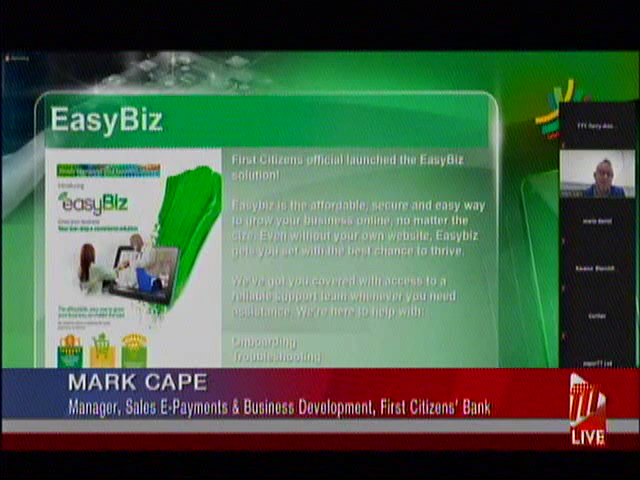 EasyBiz
First Citizens official launched the EasyBiz
solution!
Easybiz is the affordable, secure and easy way
to grow your business online, no matter the
size. Even without your own website, Easybiz
gets you set with the best chance to thrive.
We've got you covered with access to a
reliable support team whenever you need
assistance. We're here to help with:
Onboarding
Troubleshooting
Introducing
easyBiz
MARK CAPE
Manager, Sales E-Payments & Business Development, First Citizens' Bank
LIVE